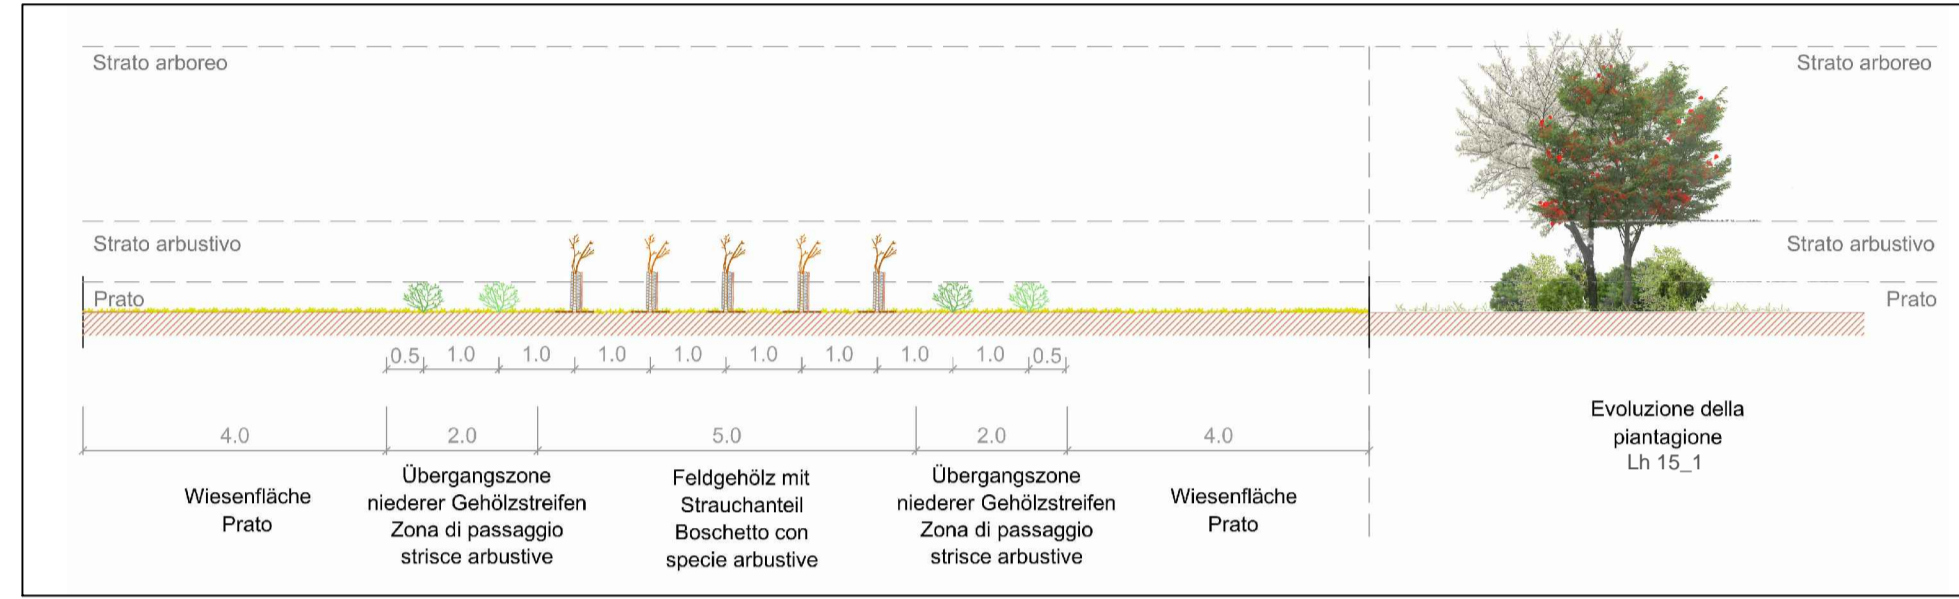 Strato arboreo
Strato arboreo
Strato arbustivo
Strato arbustivo
Prato
Prato
0.5 1.0 1.0 1.0 1.0 1.0 1.0 1.0 1.0 0.5
4.0 2.0 5.0 2.0 4.0
Wiesenfläche
Prato
Übergangszone
niederer Gehölzstreifen
Zona di passaggio
strisce arbustive
Feldgehölz mit
Strauchanteil
Boschetto con
specie arbustive
Übergangszone
niederer Gehölzstreifen
Zona di passaggio
strisce arbustive
Wiesenfläche
Prato
Evoluzione della
piantagione
Lh 15_1